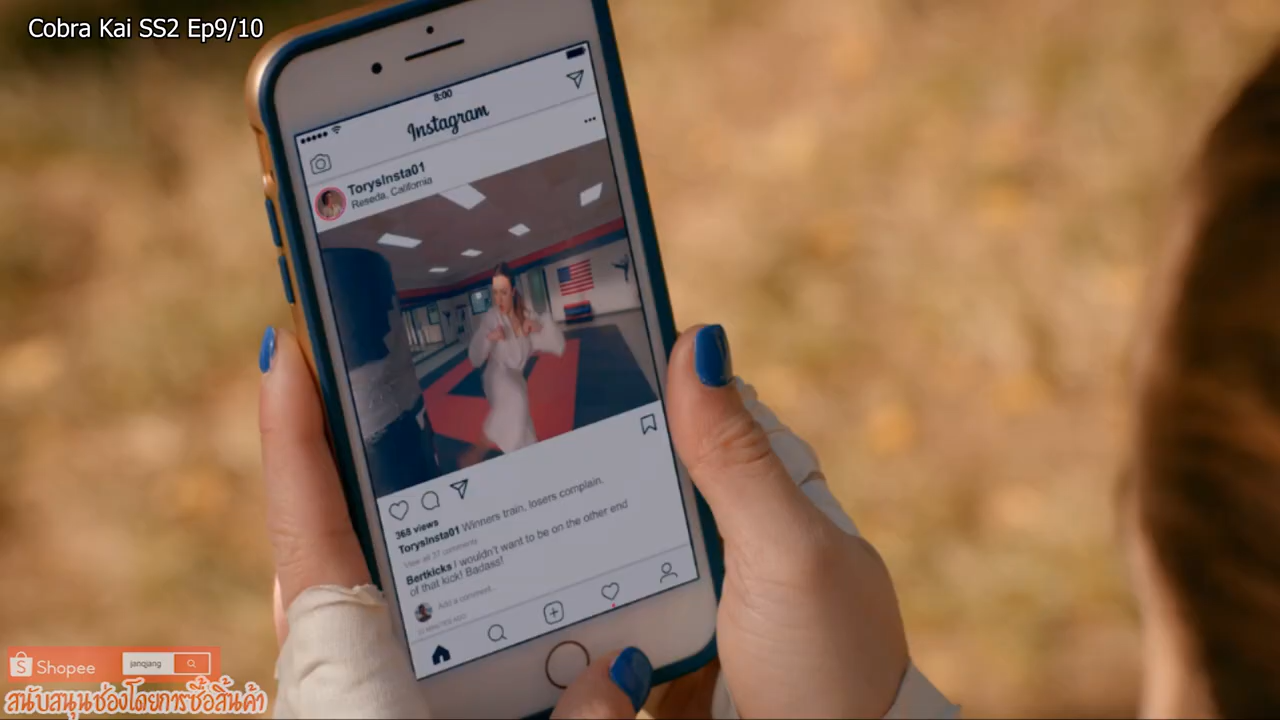 Cobra Kai SS2 Ep9/10
8:00
Instagram
TorysInsta01
Reseda, California
368 views
TorysInsta01 Winners train, losers complain.
View all 37 comments
Bertkicks I wouldn't want to be on the other end
of that kick! Badass!
Add a comment...
Shopee
janqjang
สนับสนุนช่องโดยการซื้อสิ้นค้า